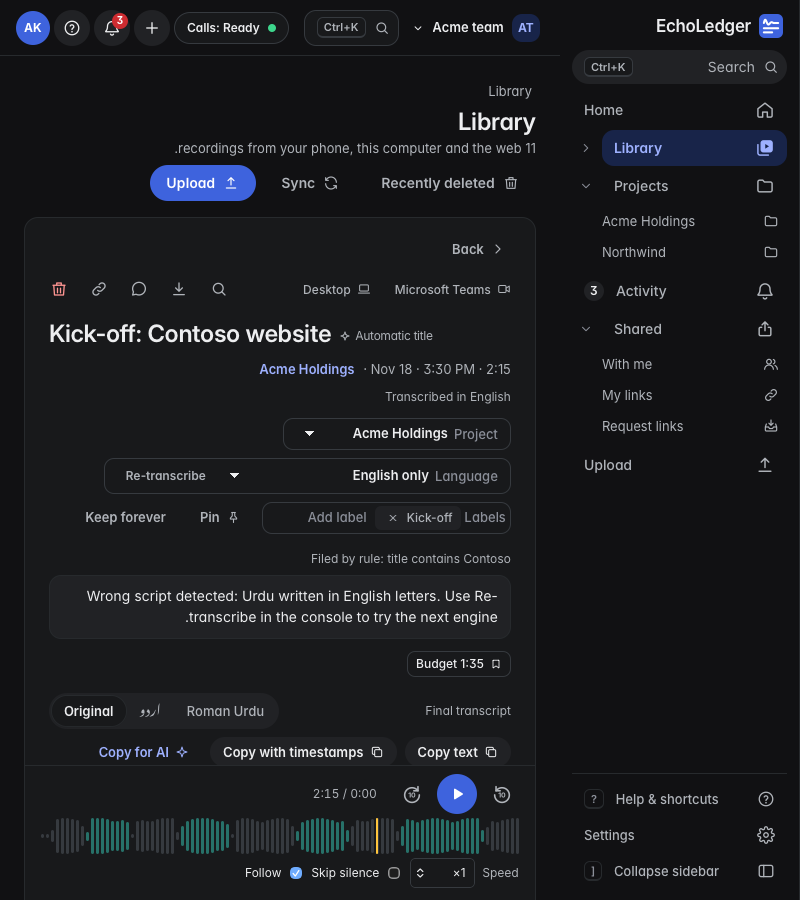 EchoLedger
Search Ctrl+K
Home
Library
Projects
Acme Holdings
Northwind
Activity 3
Shared
With me
My links
Request links
Upload
Help & shortcuts ?
Settings
Collapse sidebar ]
AT Acme team Ctrl+K Calls: Ready 3 AK
Library
Library
11 recordings from your phone, this computer and the web.
Recently deleted Sync Upload
Back
Microsoft Teams Desktop
Kick-off: Contoso website Automatic title
Acme Holdings · Nov 18 · 3:30 PM · 2:15
Transcribed in English
Project Acme Holdings
Language English only Re-transcribe
Labels Kick-off × Add label Pin Keep forever
Filed by rule: title contains Contoso
Wrong script detected: Urdu written in English letters. Use Re-
transcribe in the console to try the next engine.
Budget 1:35
Final transcript Original اردو Roman Urdu
Copy text Copy with timestamps Copy for AI
10 10 2:15 / 0:00
Speed ×1 Skip silence Follow